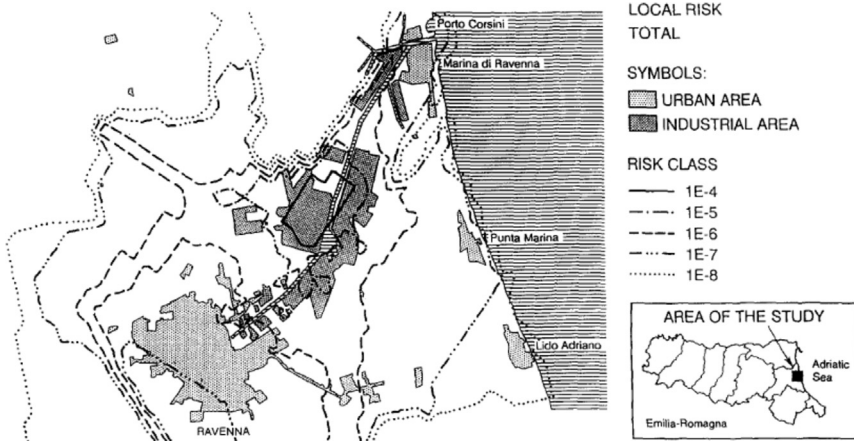 Porto Corsini
Marina di Ravenna
Punta Marina
Lido Adriano
RAVENNA
LOCAL RISK
TOTAL
SYMBOLS:
URBAN AREA
INDUSTRIAL AREA
RISK CLASS
1E-4
1E-5
1E-6
1E-7
1E-8
AREA OF THE STUDY
Adriatic
Sea
Emilia-Romagna